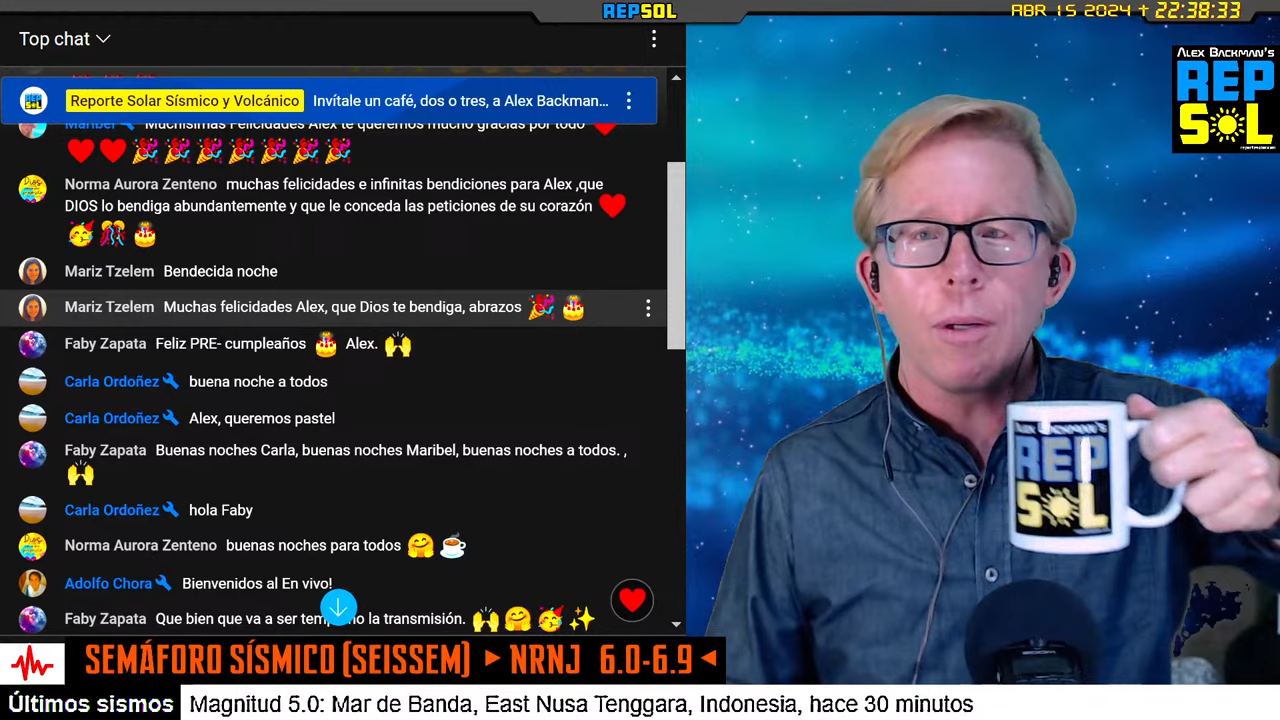 REPSOL
ABR 15 2024 † 22:38:33
Top chat
ALEX BACKMAN'S
REP
SOL
Reporte Solar Sísmico y Volcánico Invítale un café, dos o tres, a Alex Backman...
Maribel Muchísimas Felicidades Alex te queremos mucho gracias por todo ❤️
❤️❤️🎉🎉🎉🎉🎉🎉🎉
Norma Aurora Zenteno muchas felicidades e infinitas bendiciones para Alex ,que
DIOS lo bendiga abundantemente y que le conceda las peticiones de su corazón ❤️
🥳🎊🎂
Mariz Tzelem Bendecida noche
Mariz Tzelem Muchas felicidades Alex, que Dios te bendiga, abrazos 🎉🎂
Faby Zapata Feliz PRE- cumpleaños 🎂 Alex. 🙌
Carla Ordoñez buena noche a todos
Carla Ordoñez Alex, queremos pastel
Faby Zapata Buenas noches Carla, buenas noches Maribel, buenas noches a todos. ,
🙌
Carla Ordoñez hola Faby
Norma Aurora Zenteno buenas noches para todos 🤗☕
Adolfo Chora Bienvenidos al En vivo!
Faby Zapata Que bien que va a ser la transmisión. 🙌🤗🥳✨
ALEX BACKMAN'S
REP
SOL
SEMÁFORO SÍSMICO (SEISSEM) ► NRNJ 6.0-6.9 ◄
Últimos sismos Magnitud 5.0: Mar de Banda, East Nusa Tenggara, Indonesia, hace 30 minutos